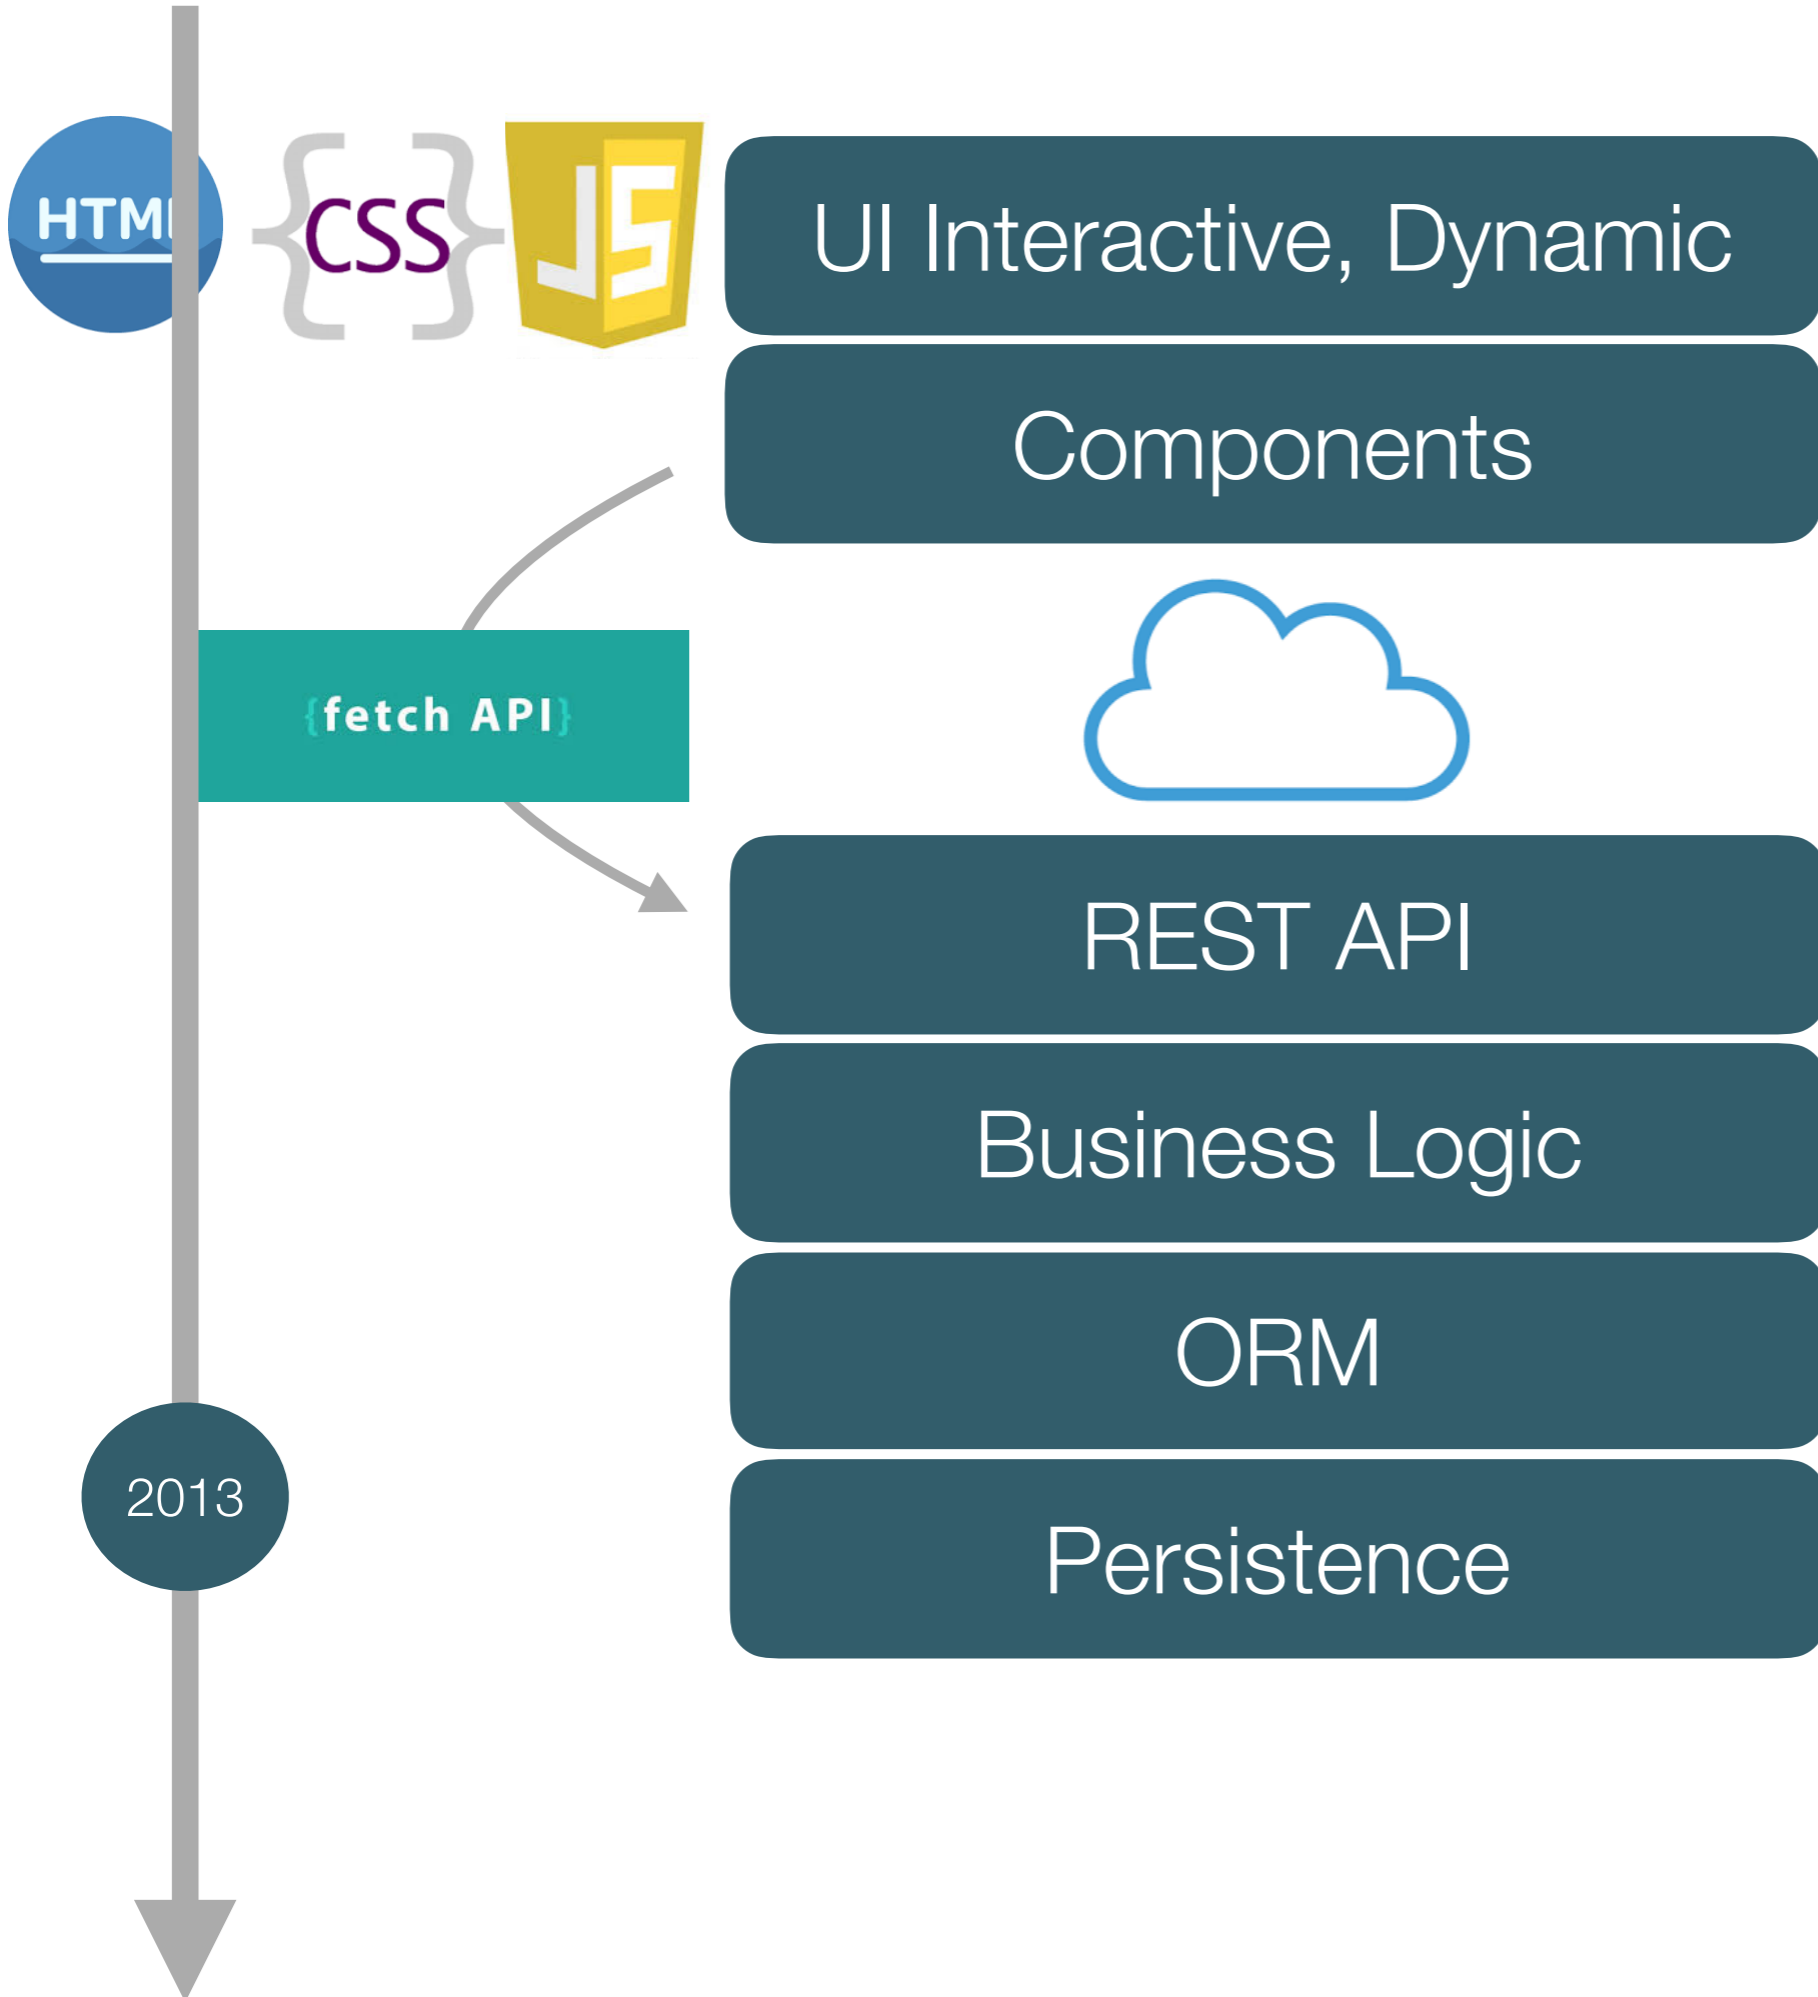 HTML
{CSS}
JS
UI Interactive, Dynamic
Components
{fetch API}
REST API
Business Logic
ORM
2013
Persistence